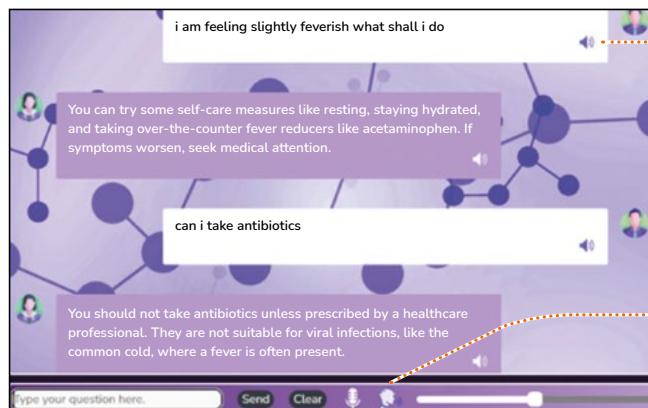 i am feeling slightly feverish what shall i do
You can try some self-care measures like resting, staying hydrated,
and taking over-the-counter fever reducers like acetaminophen. If
symptoms worsen, seek medical attention.
can i take antibiotics
You should not take antibiotics unless prescribed by a healthcare
professional. They are not suitable for viral infections, like the
common cold, where a fever is often present.
Type your question here. Send Clear